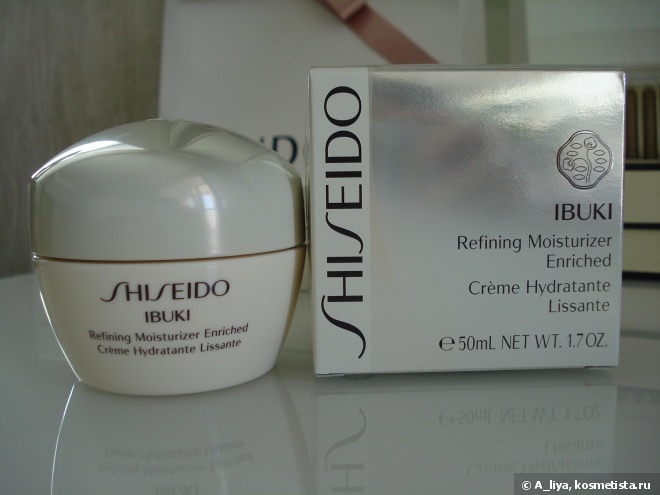 SHISEIDO
IBUKI
Refining Moisturizer Enriched
Crème Hydratante Lissante
SHISEIDO
IBUKI
Refining Moisturizer
Enriched
Crème Hydratante
Lissante
e 50mL NET WT. 1.7 OZ.
© A_liya, kosmetista.ru